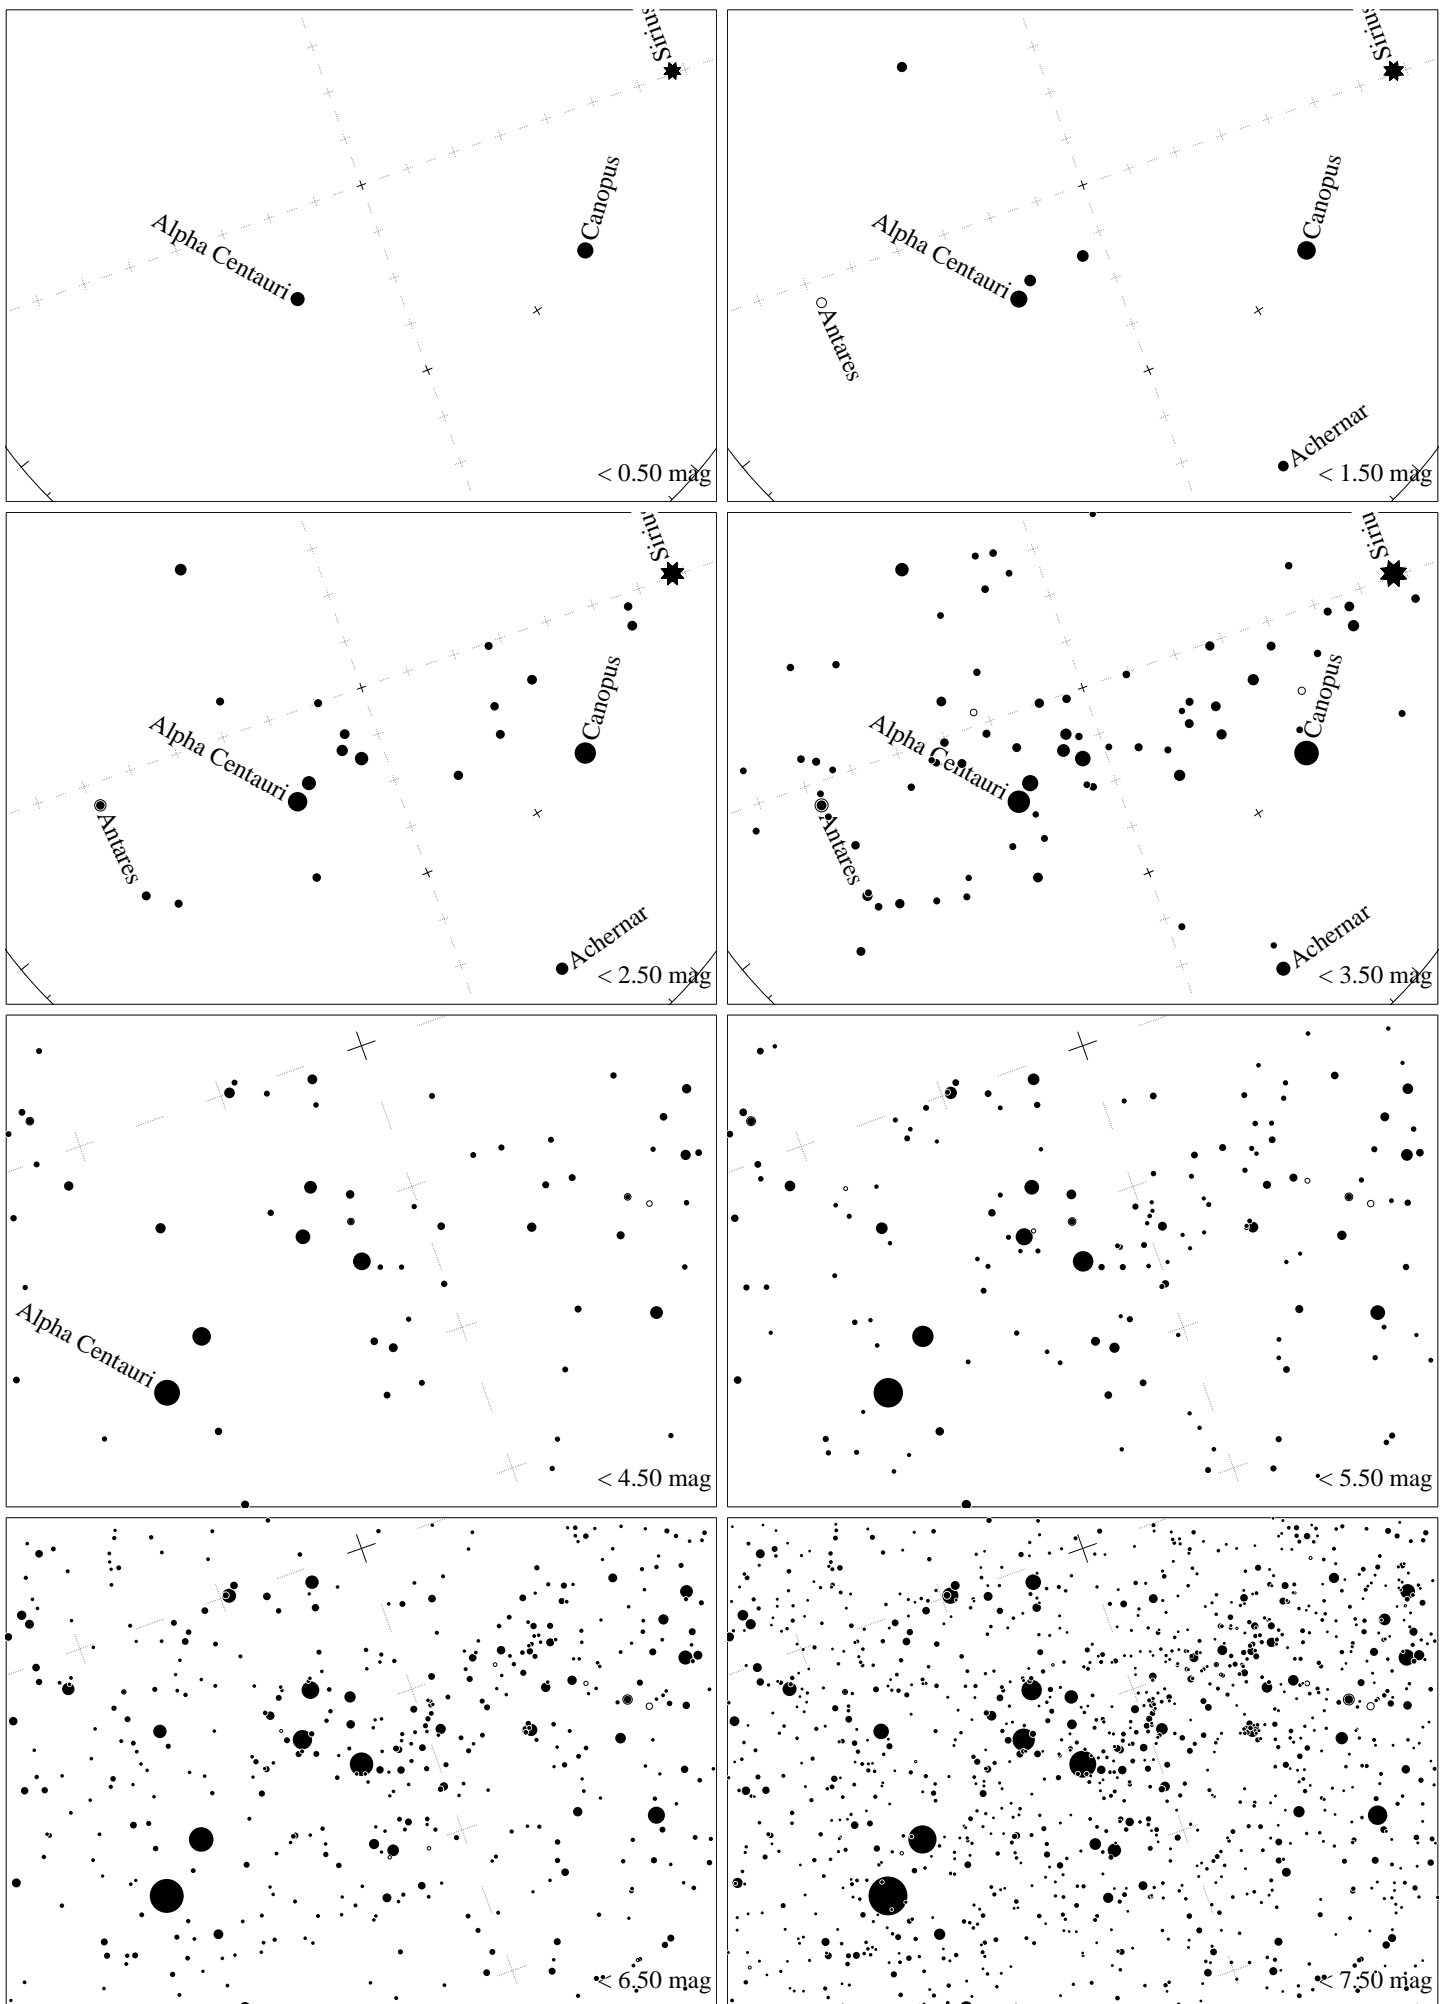 Sirius
Canopus
Alpha Centauri
< 0.50 mag
Sirius
Canopus
Alpha Centauri
Antares
Achernar
< 1.50 mag
Siriu
Canopus
Alpha Centauri
Antares
Achernar
< 2.50 mag
Siriu
Canopus
Alpha Centauri
Antares
Achernar
< 3.50 mag
Alpha Centauri
< 4.50 mag
< 5.50 mag
< 6.50 mag
< 7.50 mag